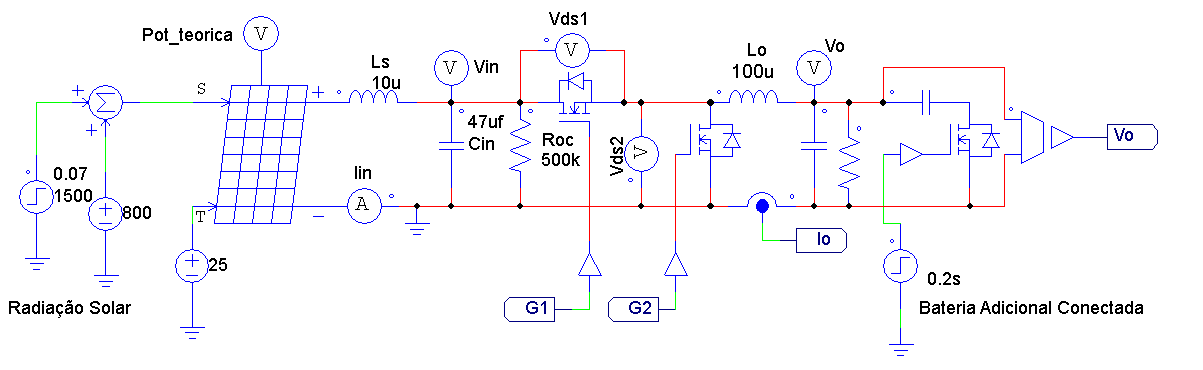 Vds1
Pot_teorica
V
V
Lo
100u
Vo
V
Ls
10u
V
Vin
S
+
+
Σ
+
47uf
Cin
Roc
500k
Vds2
V
Vo
0.07
1500
+
800
Iin
A
T
−
+
25
Io
0.2s
Radiação Solar
G1
G2
Bateria Adicional Conectada